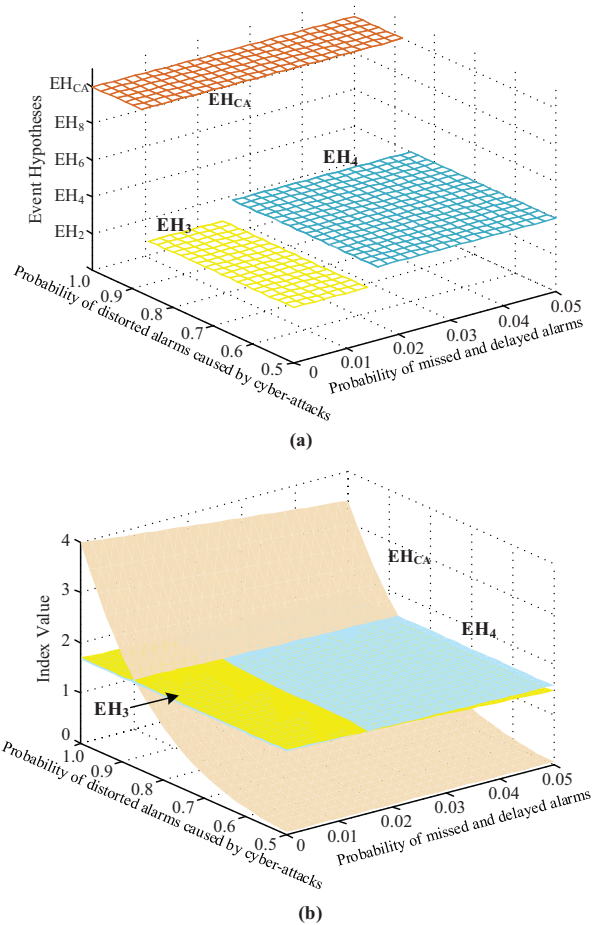 EH_CA
EH_8
EH_6
EH_4
EH_2
Event Hypotheses
EH_CA
EH_4
EH_3
1.0
0.9
0.8
0.7
0.6
0.5
Probability of distorted alarms caused by cyber-attacks
0
0.01
0.02
0.03
0.04
0.05
Probability of missed and delayed alarms
(a)
4
3
2
1
0
Index Value
EH_CA
EH_4
EH_3
1.0
0.9
0.8
0.7
0.6
0.5
Probability of distorted alarms caused by cyber-attacks
0
0.01
0.02
0.03
0.04
0.05
Probability of missed and delayed alarms
(b)